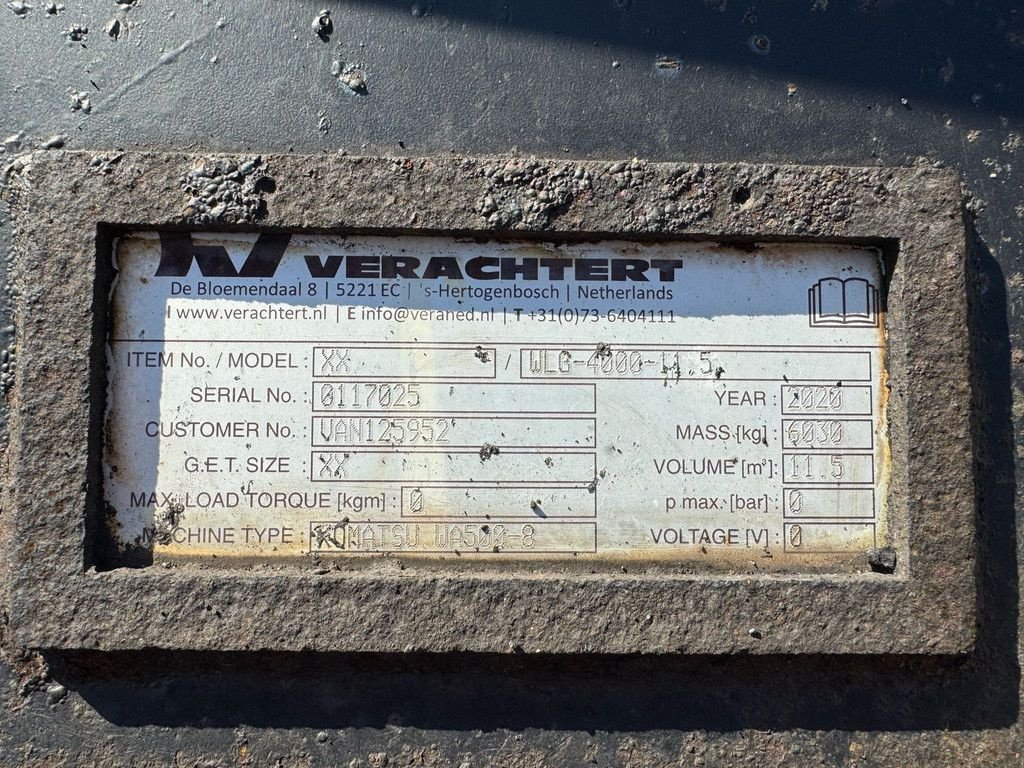 VERACHTERT
De Bloemendaal 8 | 5221 EC | 's-Hertogenbosch | Netherlands
I www.verachtert.nl | E info@veraned.nl | T +31(0)73-6404111
ITEM No. / MODEL : XX / WLG-4000-11.5
SERIAL No. : 0117025 YEAR : 2020
CUSTOMER No. : VAN125952 MASS [kg] : 6030
G.E.T. SIZE : XX VOLUME [m³] : 11.5
MAX. LOAD TORQUE [kgm] : 0 p max. [bar] : 0
MACHINE TYPE : KOMATSU WA500-8 VOLTAGE [V] : 0